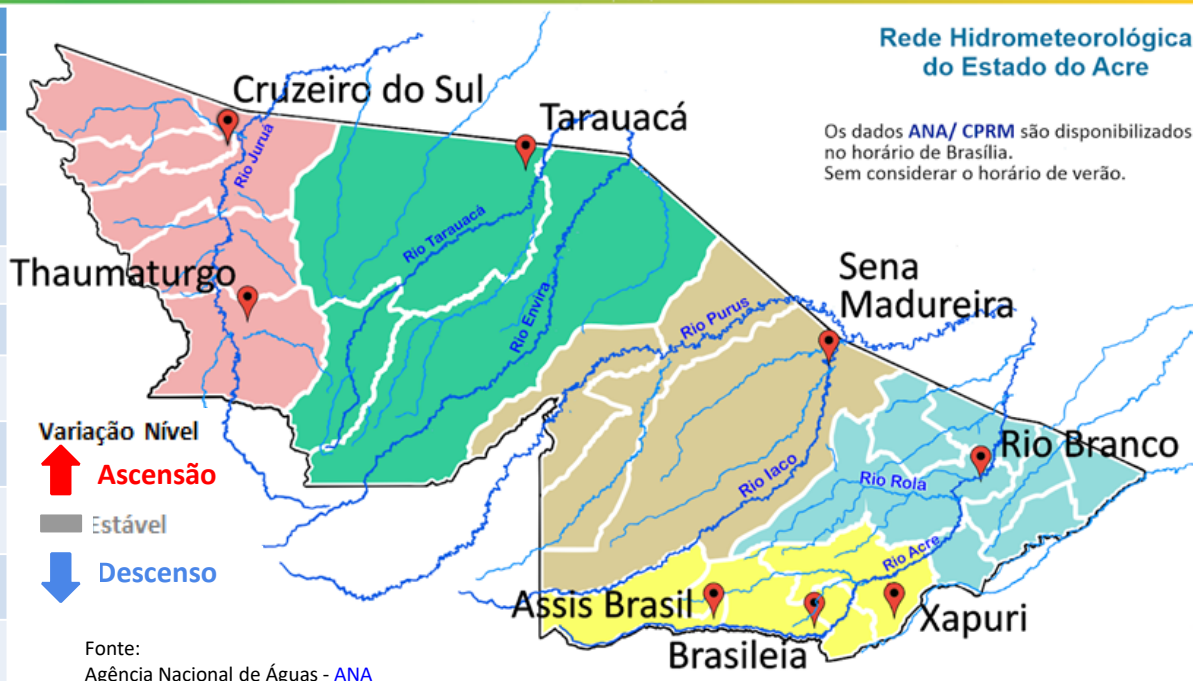 Rede Hidrometeorológica
do Estado do Acre
Os dados ANA/ CPRM são disponibilizados
no horário de Brasília.
Sem considerar o horário de verão.
Cruzeiro do Sul
Tarauacá
Rio Juruá
Rio Tarauacá
Thaumaturgo
Rio Envira
Sena
Madureira
Rio Purus
Variação Nível
Ascensão
Estável
Descenso
Rio Branco
Rio Iaco
Rio Rola
Rio Acre
Assis Brasil
Xapuri
Brasileia
Fonte:
Agência Nacional de Águas - ANA